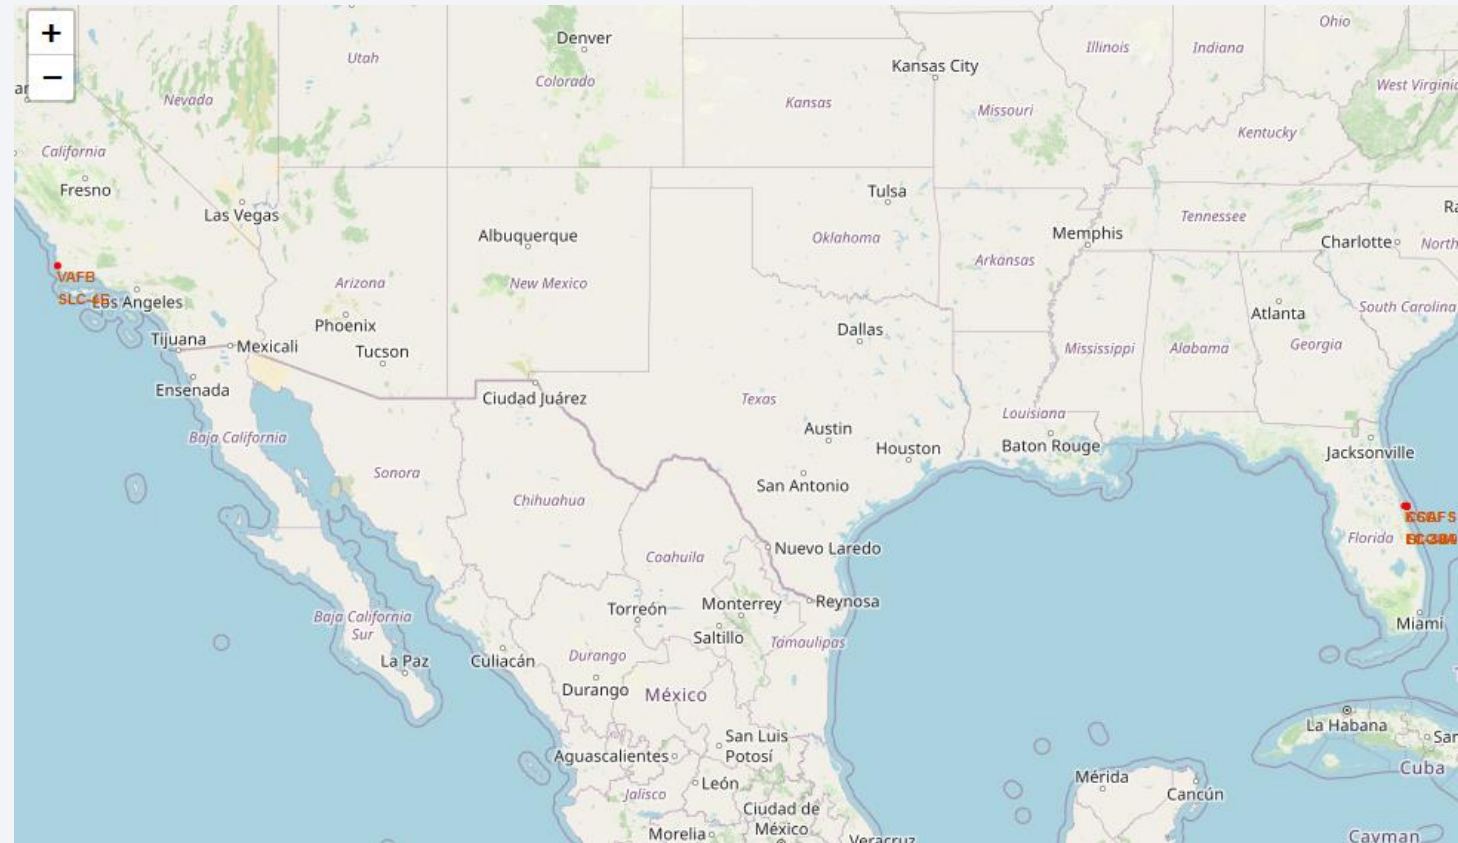 +
−
Ohio
Denver
Utah
Illinois
Indiana
Kansas City
Colorado
West Virginia
Nevada
Kansas
Missouri
Kentucky
California
Fresno
Tulsa
Las Vegas
Tennessee
Albuquerque
Memphis
Oklahoma
Charlotte
North
Arkansas
VAFB
Arizona
New Mexico
SLC-4E
Los Angeles
South Carolina
Atlanta
Phoenix
Dallas
Tijuana
Mexicali
Tucson
Mississippi
Alabama
Georgia
Ensenada
Ciudad Juárez
Texas
Louisiana
Austin
Baja California
Houston
Baton Rouge
Jacksonville
Sonora
San Antonio
Chihuahua
Florida
Nuevo Laredo
Coahuila
Reynosa
Torreón
Monterrey
Baja California
Sur
Saltillo
Tamaulipas
Miami
La Paz
Culiacán
Durango
Durango
México
La Habana
San Luis
Potosí
Aguascalientes
Cuba
Mérida
León
Cancún
Jalisco
Ciudad de
México
Morelia
Veracruz
Cayman